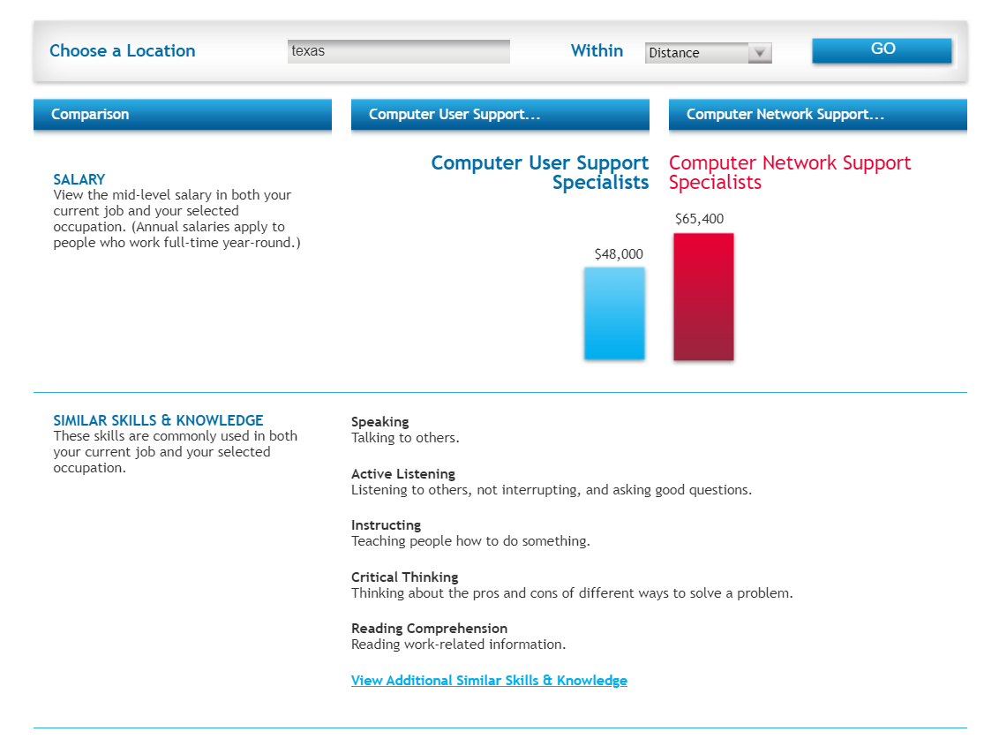 Choose a Location texas Within Distance GO
Comparison Computer User Support... Computer Network Support...
Computer User Support
Specialists
Computer Network Support
Specialists
SALARY
View the mid-level salary in both your
current job and your selected
occupation. (Annual salaries apply to
people who work full-time year-round.)
$65,400
$48,000
SIMILAR SKILLS & KNOWLEDGE
These skills are commonly used in both
your current job and your selected
occupation.
Speaking
Talking to others.
Active Listening
Listening to others, not interrupting, and asking good questions.
Instructing
Teaching people how to do something.
Critical Thinking
Thinking about the pros and cons of different ways to solve a problem.
Reading Comprehension
Reading work-related information.
View Additional Similar Skills & Knowledge